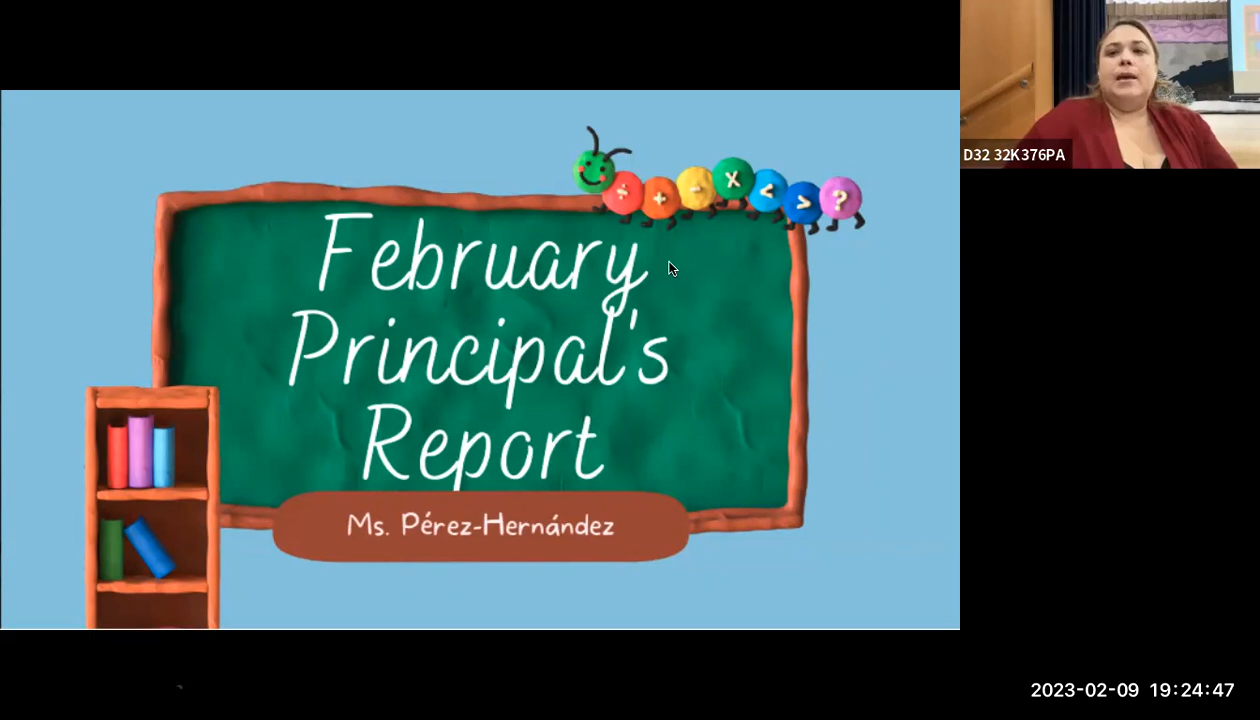 ÷ + - × < > ?
February
Principal's
Report
Ms. Pérez-Hernández
D32 32K376PA
2023-02-09 19:24:47